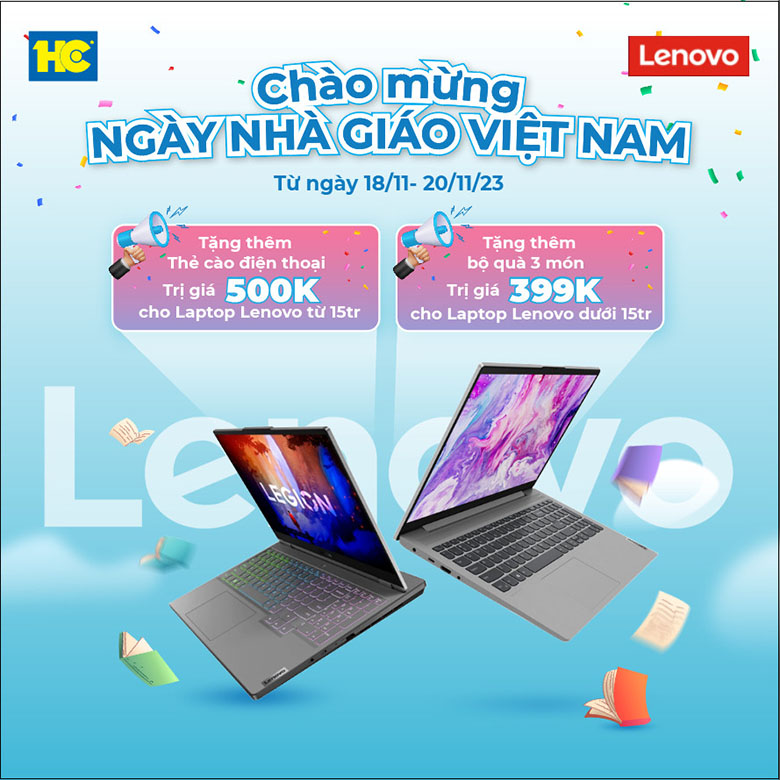 HC
Lenovo
Chào mừng
NGÀY NHÀ GIÁO VIỆT NAM
Từ ngày 18/11- 20/11/23
Tặng thêm
Thẻ cào điện thoại
Trị giá 500K
cho Laptop Lenovo từ 15tr
Tặng thêm
bộ quà 3 món
Trị giá 399K
cho Laptop Lenovo dưới 15tr
Lenovo
LEGION